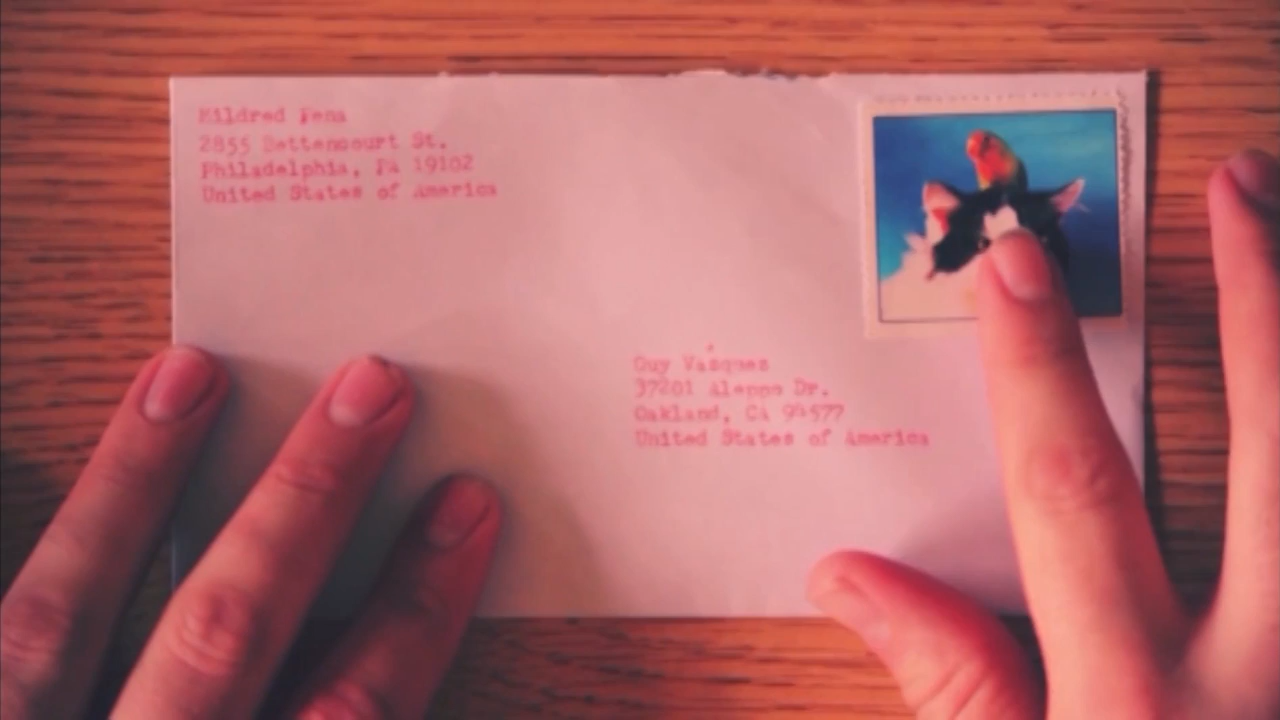 Mildred Pena
2855 Bettencourt St.
Philadelphia, PA 19102
United States of America
Guy Vasquez
37201 Aleppo Dr.
Oakland, CA 94577
United States of America